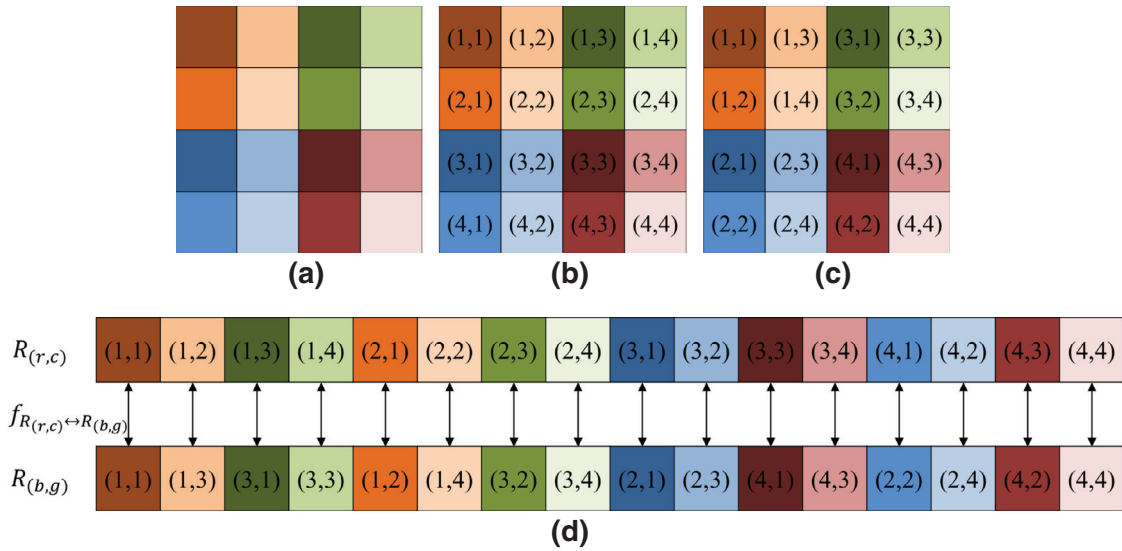 (1,1) (1,2) (1,3) (1,4) (1,1) (1,3) (3,1) (3,3)
(2,1) (2,2) (2,3) (2,4) (1,2) (1,4) (3,2) (3,4)
(3,1) (3,2) (3,3) (3,4) (2,1) (2,3) (4,1) (4,3)
(4,1) (4,2) (4,3) (4,4) (2,2) (2,4) (4,2) (4,4)
(a) (b) (c)
R(r,c) (1,1) (1,2) (1,3) (1,4) (2,1) (2,2) (2,3) (2,4) (3,1) (3,2) (3,3) (3,4) (4,1) (4,2) (4,3) (4,4)
fR(r,c)↔R(b,g)
R(b,g) (1,1) (1,3) (3,1) (3,3) (1,2) (1,4) (3,2) (3,4) (2,1) (2,3) (4,1) (4,3) (2,2) (2,4) (4,2) (4,4)
(d)